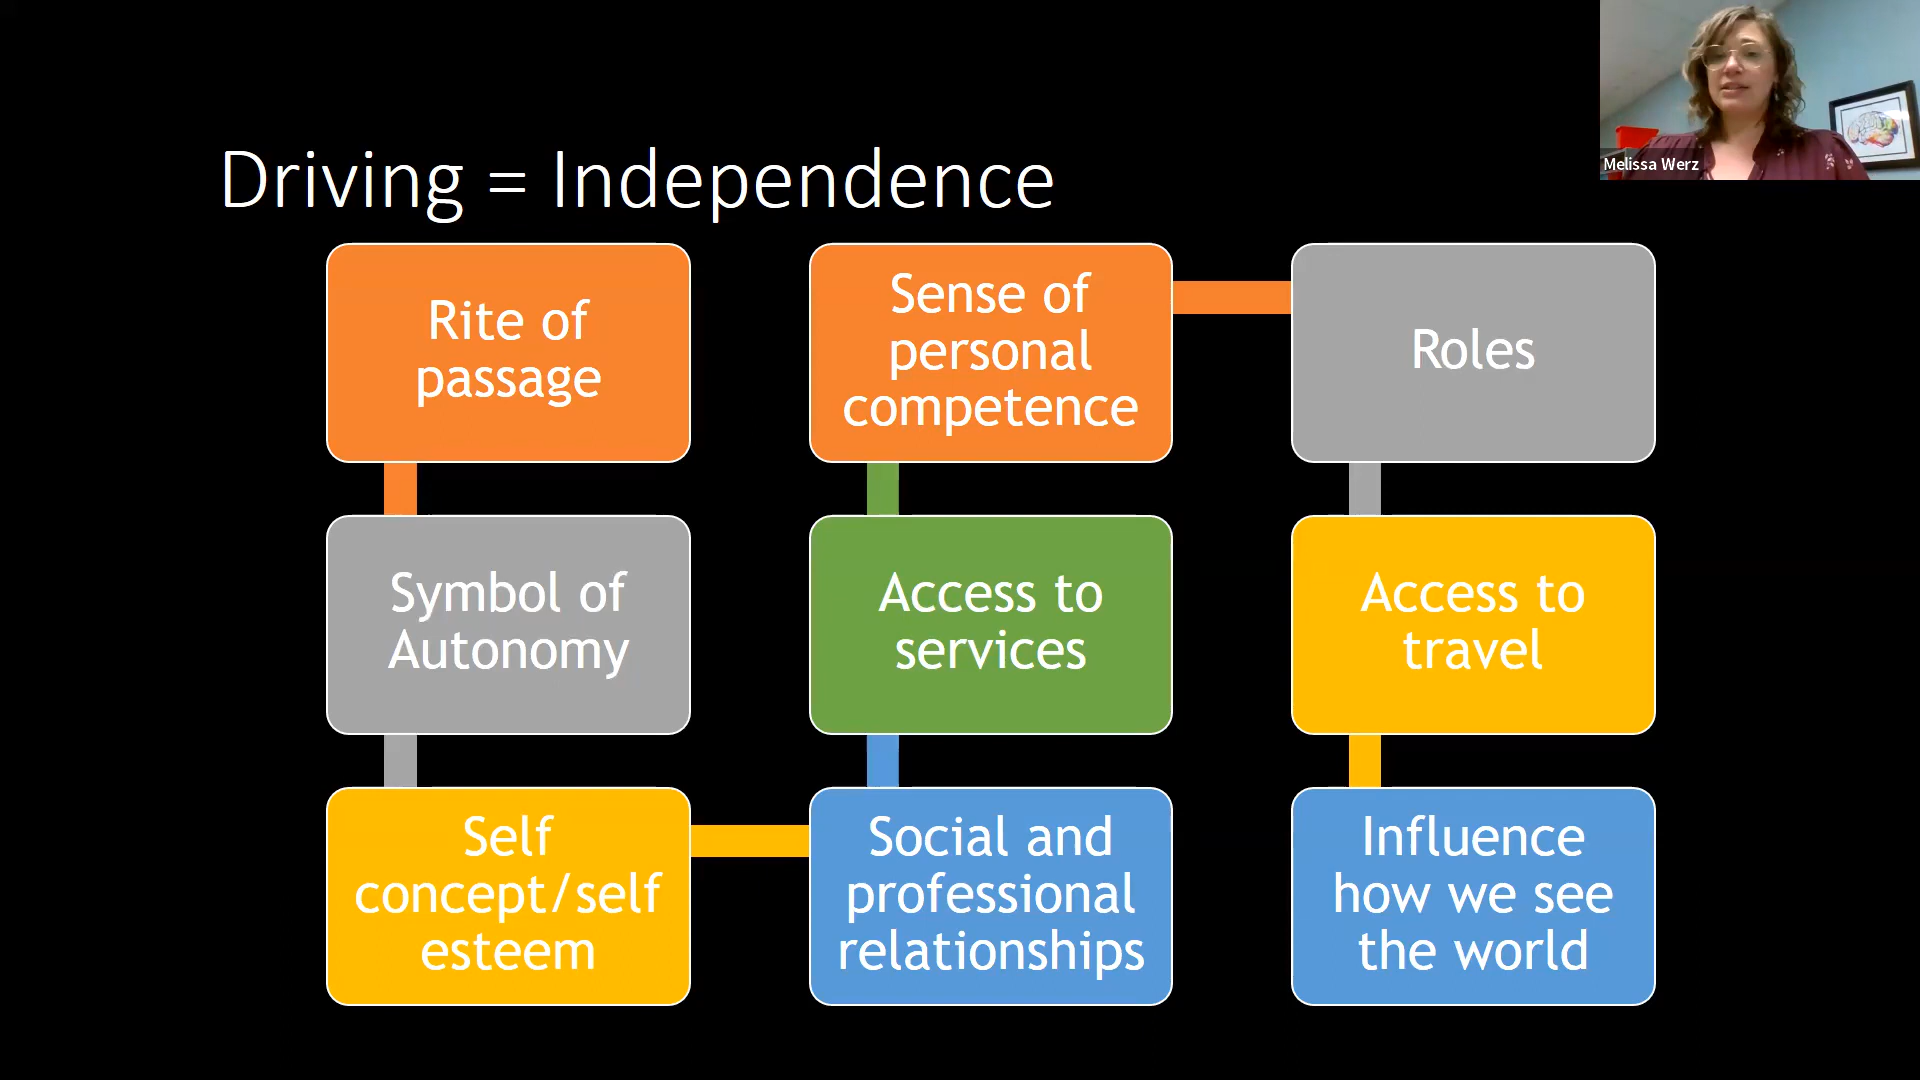 Driving = Independence
Rite of
passage
Symbol of
Autonomy
Self
concept/self
esteem
Social and
professional
relationships
Access to
services
Sense of
personal
competence
Roles
Access to
travel
Influence
how we see
the world
Melissa Werz